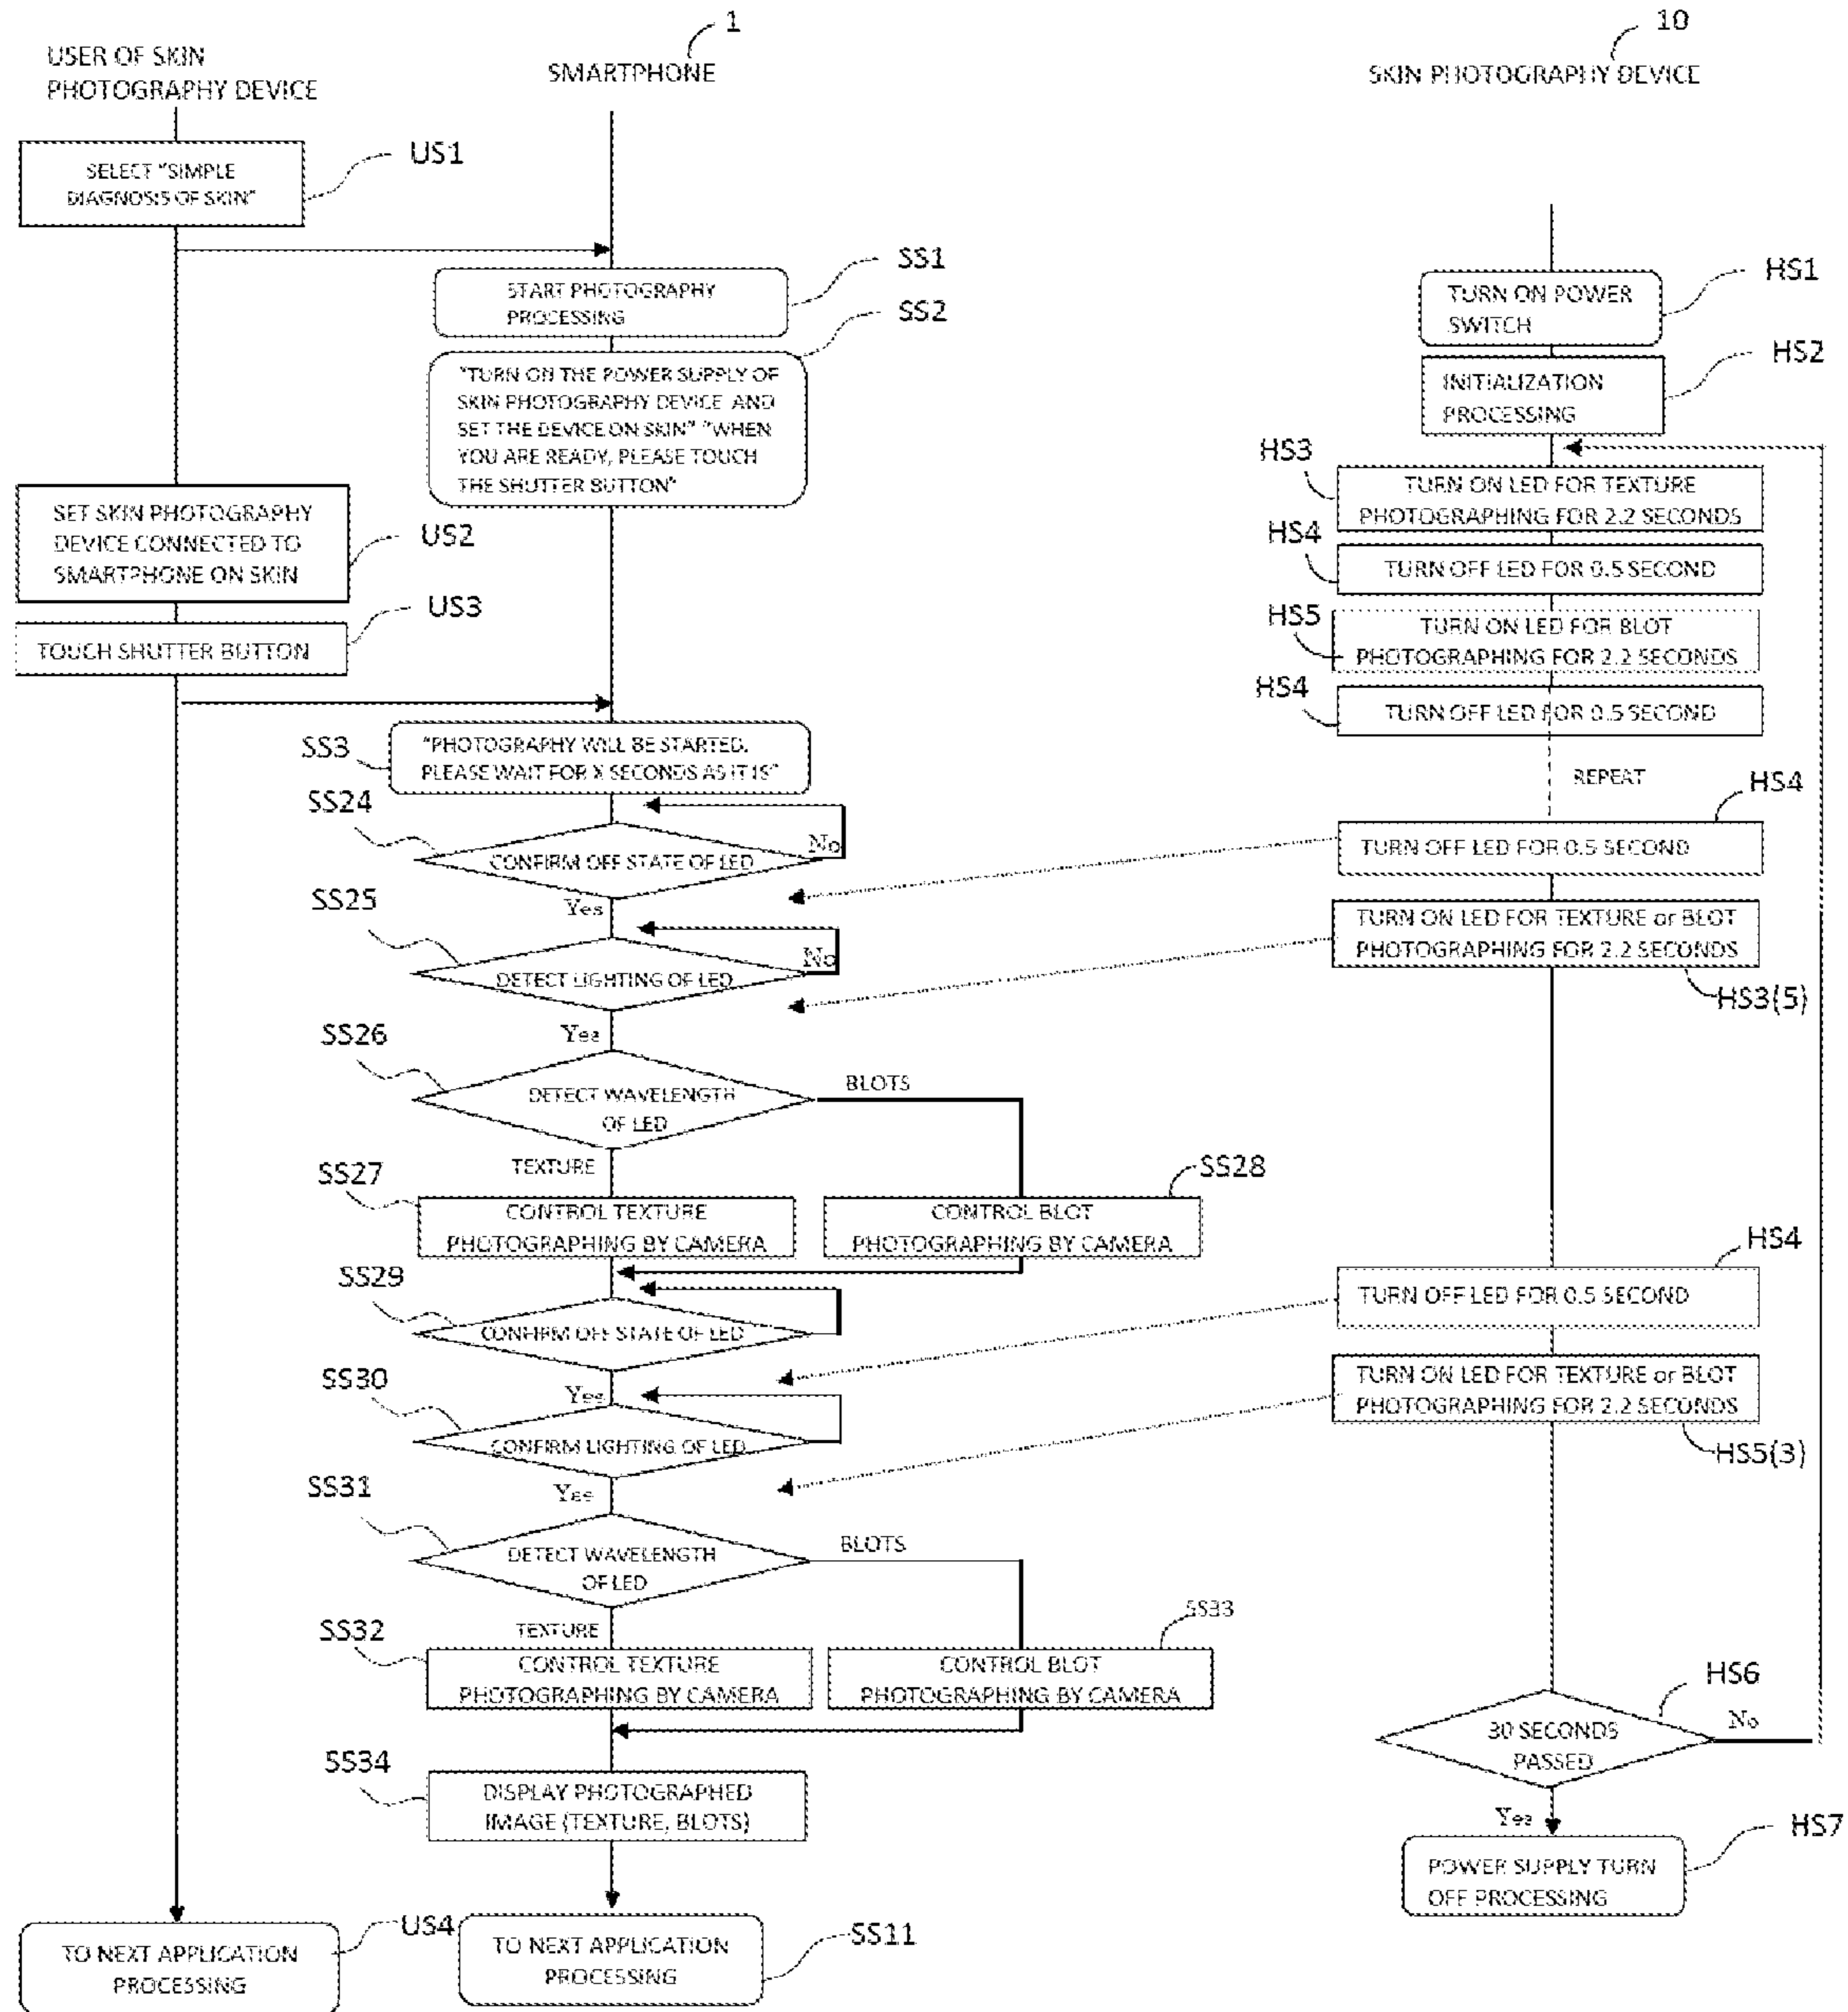 1
10
USER OF SKIN
PHOTOGRAPHY DEVICE
SMARTPHONE
SKIN PHOTOGRAPHY DEVICE
US1
SELECT "SIMPLE
DIAGNOSIS OF SKIN"
SS1
START PHOTOGRAPHY
PROCESSING
SS2
"TURN ON THE POWER SUPPLY OF
SKIN PHOTOGRAPHY DEVICE AND
SET THE DEVICE ON SKIN" "WHEN
YOU ARE READY, PLEASE TOUCH
THE SHUTTER BUTTON"
SET SKIN PHOTOGRAPHY
DEVICE CONNECTED TO
SMARTPHONE ON SKIN
US2
US3
TOUCH SHUTTER BUTTON
SS3
"PHOTOGRAPHY WILL BE STARTED.
PLEASE WAIT FOR X SECONDS AS IT IS"
SS24
CONFIRM OFF STATE OF LED
No
Yes
SS25
DETECT LIGHTING OF LED
No
Yes
SS26
DETECT WAVELENGTH
OF LED
BLOTS
TEXTURE
SS27
CONTROL TEXTURE
PHOTOGRAPHING BY CAMERA
SS28
CONTROL BLOT
PHOTOGRAPHING BY CAMERA
SS29
CONFIRM OFF STATE OF LED
Yes
SS30
CONFIRM LIGHTING OF LED
Yes
SS31
DETECT WAVELENGTH
OF LED
BLOTS
TEXTURE
SS32
CONTROL TEXTURE
PHOTOGRAPHING BY CAMERA
SS33
CONTROL BLOT
PHOTOGRAPHING BY CAMERA
SS34
DISPLAY PHOTOGRAPHED
IMAGE (TEXTURE, BLOTS)
US4
TO NEXT APPLICATION
PROCESSING
SS11
TO NEXT APPLICATION
PROCESSING
HS1
TURN ON POWER
SWITCH
HS2
INITIALIZATION
PROCESSING
HS3
TURN ON LED FOR TEXTURE
PHOTOGRAPHING FOR 2.2 SECONDS
HS4
TURN OFF LED FOR 0.5 SECOND
HS5
TURN ON LED FOR BLOT
PHOTOGRAPHING FOR 2.2 SECONDS
HS4
TURN OFF LED FOR 0.5 SECOND
REPEAT
HS4
TURN OFF LED FOR 0.5 SECOND
TURN ON LED FOR TEXTURE or BLOT
PHOTOGRAPHING FOR 2.2 SECONDS
HS3(5)
HS4
TURN OFF LED FOR 0.5 SECOND
TURN ON LED FOR TEXTURE or BLOT
PHOTOGRAPHING FOR 2.2 SECONDS
HS5(3)
HS6
30 SECONDS
PASSED
No
Yes
HS7
POWER SUPPLY TURN
OFF PROCESSING